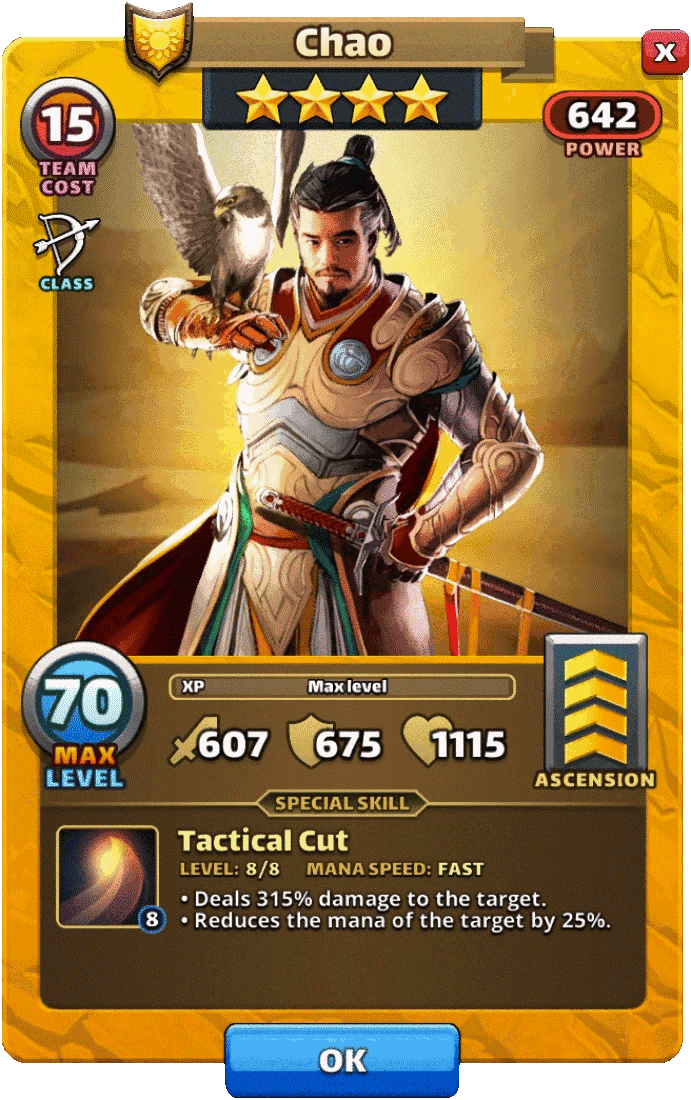 Chao
X
15
TEAM
COST
642
POWER
CLASS
70
MAX
LEVEL
XP Max level
607 675 1115
ASCENSION
SPECIAL SKILL
Tactical Cut
LEVEL: 8/8 MANA SPEED: FAST
• Deals 315% damage to the target.
• Reduces the mana of the target by 25%.
8
OK